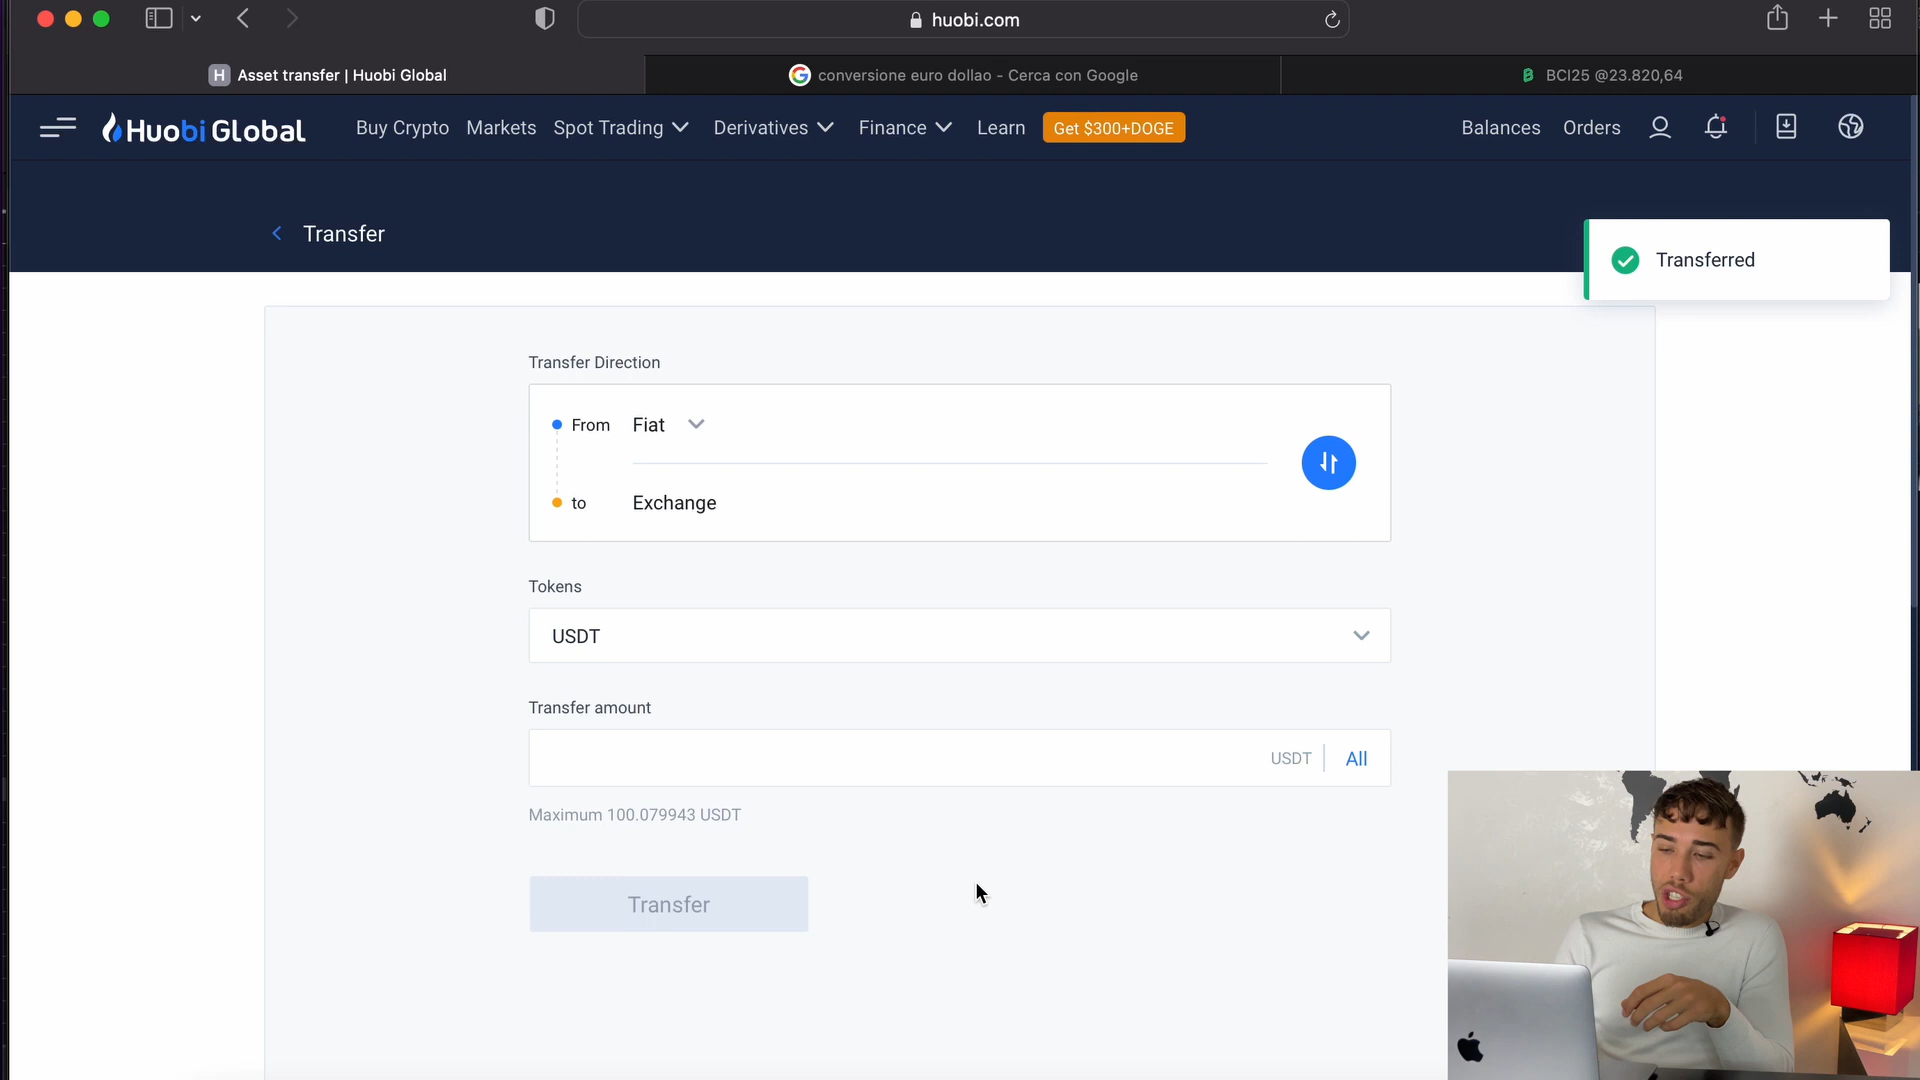 huobi.com
H Asset transfer | Huobi Global
conversione euro dollao - Cerca con Google
BCI25 @23.820,64
Huobi Global
Buy Crypto Markets Spot Trading Derivatives Finance Learn Get $300+DOGE
Balances Orders
Transfer
Transferred
Transfer Direction
From Fiat
to Exchange
Tokens
USDT
Transfer amount
USDT All
Maximum 100.079943 USDT
Transfer